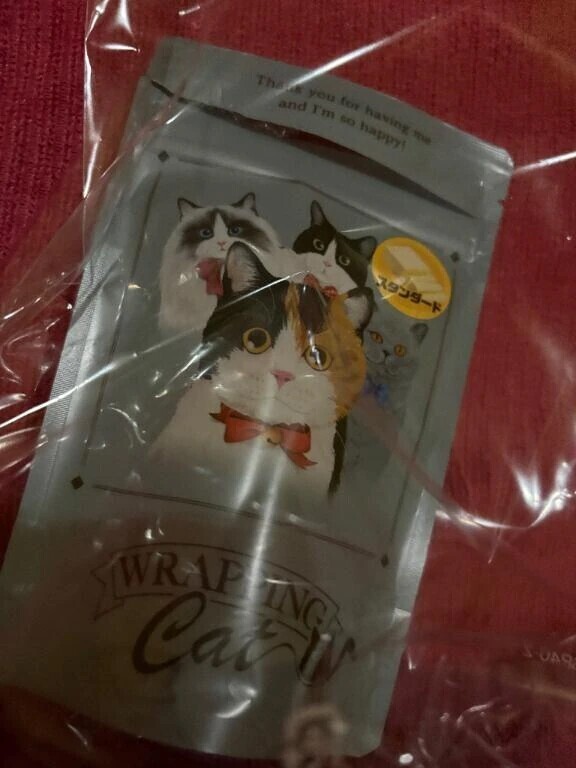 Thank you for having me
and I'm so happy!
スタンダード
WRAPPING
Cat